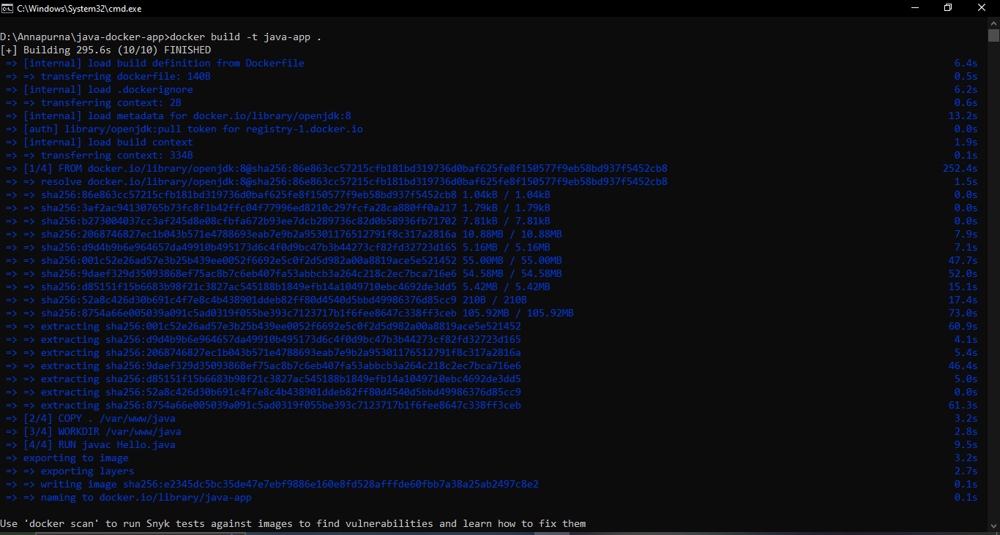 C:\Windows\System32\cmd.exe
D:\Annapurna\java-docker-app>docker build -t java-app .
[+] Building 295.6s (10/10) FINISHED
=> [internal] load build definition from Dockerfile 6.4s
=> => transferring dockerfile: 140B 0.5s
=> [internal] load .dockerignore 6.2s
=> => transferring context: 2B 0.6s
=> [internal] load metadata for docker.io/library/openjdk:8 13.2s
=> [auth] library/openjdk:pull token for registry-1.docker.io 0.0s
=> [internal] load build context 1.9s
=> => transferring context: 334B 0.1s
=> [1/4] FROM docker.io/library/openjdk:8@sha256:86e863cc57215cfb181bd319736d0baf625fe8f150577f9eb58bd937f5452cb8 252.4s
=> => resolve docker.io/library/openjdk:8@sha256:86e863cc57215cfb181bd319736d0baf625fe8f150577f9eb58bd937f5452cb8 1.5s
=> => sha256:86e863cc57215cfb181bd319736d0baf625fe8f150577f9eb58bd937f5452cb8 1.04kB / 1.04kB 0.0s
=> => sha256:3af2ac94130765b73fc8f1b42ffc04f77996ed8210c297fcfa28ca880ff0a217 1.79kB / 1.79kB 0.0s
=> => sha256:b273004037cc3af245d8e08cfbfa672b93ee7dcb289736c82d0b58936fb71702 7.81kB / 7.81kB 0.0s
=> => sha256:2068746827ec1b043b571e4788693eab7e9b2a95301176512791f8c317a2816a 10.88MB / 10.88MB 7.9s
=> => sha256:d9d4b9b6e964657da49910b495173d6c4f0d9bc47b3b44273cf82fd32723d165 5.16MB / 5.16MB 7.1s
=> => sha256:001c52e26ad57e3b25b439ee0052f6692e5c0f2d5d982a00a8819ace5e521452 55.00MB / 55.00MB 47.7s
=> => sha256:9daef329d35093868ef75ac8b7c6eb407fa53abbcb3a264c218c2ec7bca716e6 54.58MB / 54.58MB 52.0s
=> => sha256:d85151f15b6683b98f21c3827ac545188b1849efb14a1049710ebc4692de3dd5 5.42MB / 5.42MB 15.1s
=> => sha256:52a8c426d30b691c4f7e8c4b438901ddeb82ff80d4540d5bbd49986376d85cc9 210B / 210B 17.4s
=> => sha256:8754a66e005039a091c5ad0319f055be393c7123717b1f6fee8647c338ff3ceb 105.92MB / 105.92MB 73.0s
=> => extracting sha256:001c52e26ad57e3b25b439ee0052f6692e5c0f2d5d982a00a8819ace5e521452 60.9s
=> => extracting sha256:d9d4b9b6e964657da49910b495173d6c4f0d9bc47b3b44273cf82fd32723d165 4.1s
=> => extracting sha256:2068746827ec1b043b571e4788693eab7e9b2a95301176512791f8c317a2816a 5.4s
=> => extracting sha256:9daef329d35093868ef75ac8b7c6eb407fa53abbcb3a264c218c2ec7bca716e6 46.4s
=> => extracting sha256:d85151f15b6683b98f21c3827ac545188b1849efb14a1049710ebc4692de3dd5 5.0s
=> => extracting sha256:52a8c426d30b691c4f7e8c4b438901ddeb82ff80d4540d5bbd49986376d85cc9 0.0s
=> => extracting sha256:8754a66e005039a091c5ad0319f055be393c7123717b1f6fee8647c338ff3ceb 61.3s
=> [2/4] COPY . /var/www/java 3.2s
=> [3/4] WORKDIR /var/www/java 2.8s
=> [4/4] RUN javac Hello.java 9.5s
=> exporting to image 3.2s
=> => exporting layers 2.7s
=> => writing image sha256:e2345dc5bc35de47e7ebf9886e160e8fd528afffde60fbb7a38a25ab2497c8e2 0.1s
=> => naming to docker.io/library/java-app 0.1s
Use 'docker scan' to run Snyk tests against images to find vulnerabilities and learn how to fix them